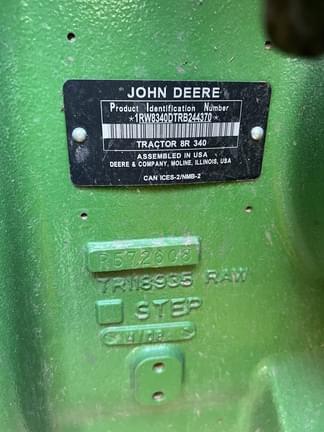 JOHN DEERE
Product Identification Number
*1RW8340DTRB244370*
TRACTOR 8R 340
ASSEMBLED IN USA
DEERE & COMPANY, MOLINE, ILLINOIS, USA
CAN ICES-2/NMB-2
R572608
TR118935 RAW
STEP